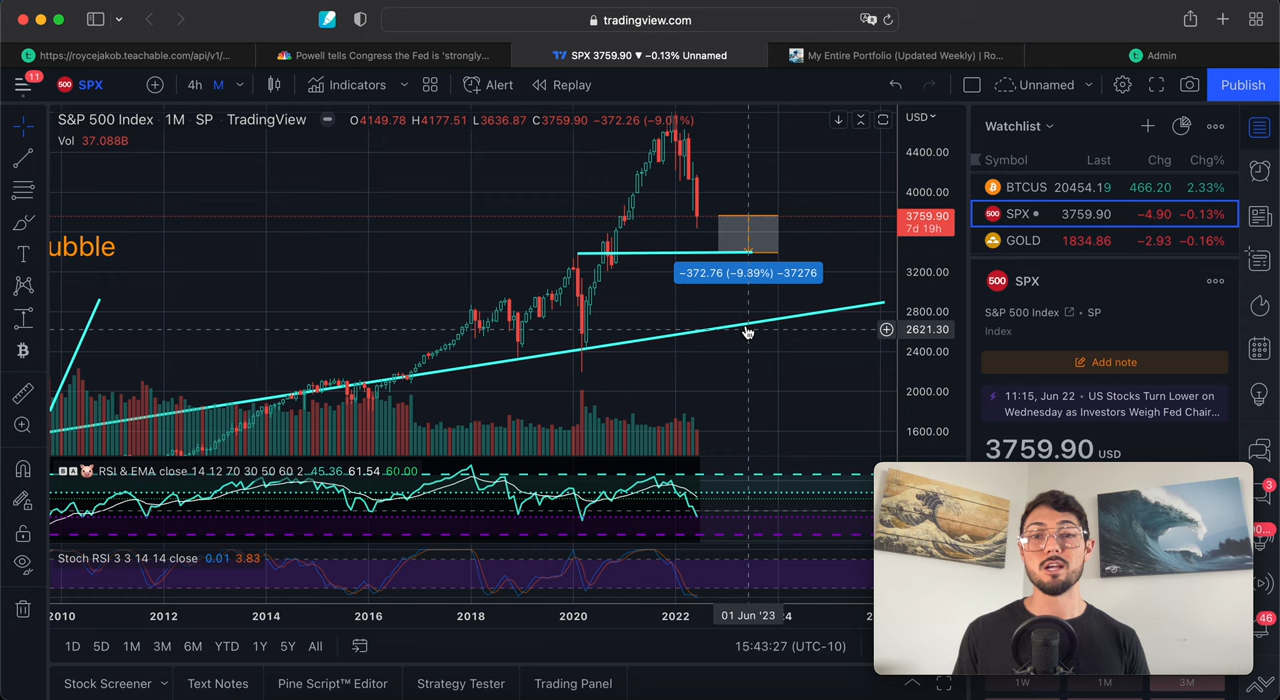 tradingview.com
https://roycejakob.teachable.com/api/v1/...
Powell tells Congress the Fed is 'strongly...
SPX 3759.90 ▼ −0.13% Unnamed
My Entire Portfolio (Updated Weekly) | Ro...
Admin
11
500 SPX
4h M
Indicators
Alert
Replay
Unnamed
Publish
S&P 500 Index · 1M · SP · TradingView
O4149.78 H4177.51 L3636.87 C3759.90 −372.26 (−9.01%)
Vol 37.088B
USD
4400.00
4000.00
3759.90
7d 19h
3200.00
2800.00
2621.30
2400.00
2000.00
1600.00
ubble
−372.76 (−9.39%) −37276
RSI & EMA close 14 12 70 30 50 60 2 45.36 61.54 60.00
Stoch RSI 3 3 14 14 close 0.01 3.83
2010 2012 2014 2016 2018 2020 2022 01 Jun '23 :4
1D 5D 1M 3M 6M YTD 1Y 5Y All
15:43:27 (UTC-10)
Stock Screener
Text Notes
Pine Script™ Editor
Strategy Tester
Trading Panel
Watchlist
Symbol Last Chg Chg%
BTCUS 20454.19 466.20 2.33%
500 SPX 3759.90 −4.90 −0.13%
GOLD 1834.86 −2.93 −0.16%
500 SPX
S&P 500 Index · SP
Index
Add note
11:15, Jun 22 · US Stocks Turn Lower on
Wednesday as Investors Weigh Fed Chair...
3759.90 USD
3
46
1W 1M 3M